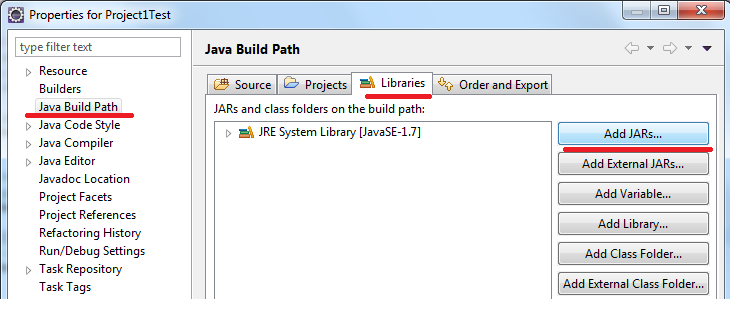 Properties for Project1Test
type filter text
Resource
Builders
Java Build Path
Java Code Style
Java Compiler
Java Editor
Javadoc Location
Project Facets
Project References
Refactoring History
Run/Debug Settings
Task Repository
Task Tags
Java Build Path
Source Projects Libraries Order and Export
JARs and class folders on the build path:
JRE System Library [JavaSE-1.7]
Add JARs...
Add External JARs...
Add Variable...
Add Library...
Add Class Folder...
Add External Class Folder...